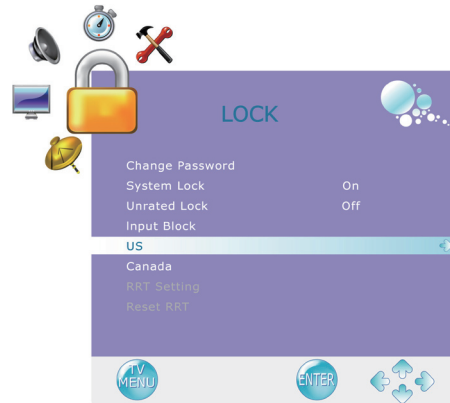 LOCK
Change Password
System Lock On
Unrated Lock Off
Input Block
US
Canada
RRT Setting
Reset RRT
TV
MENU
ENTER